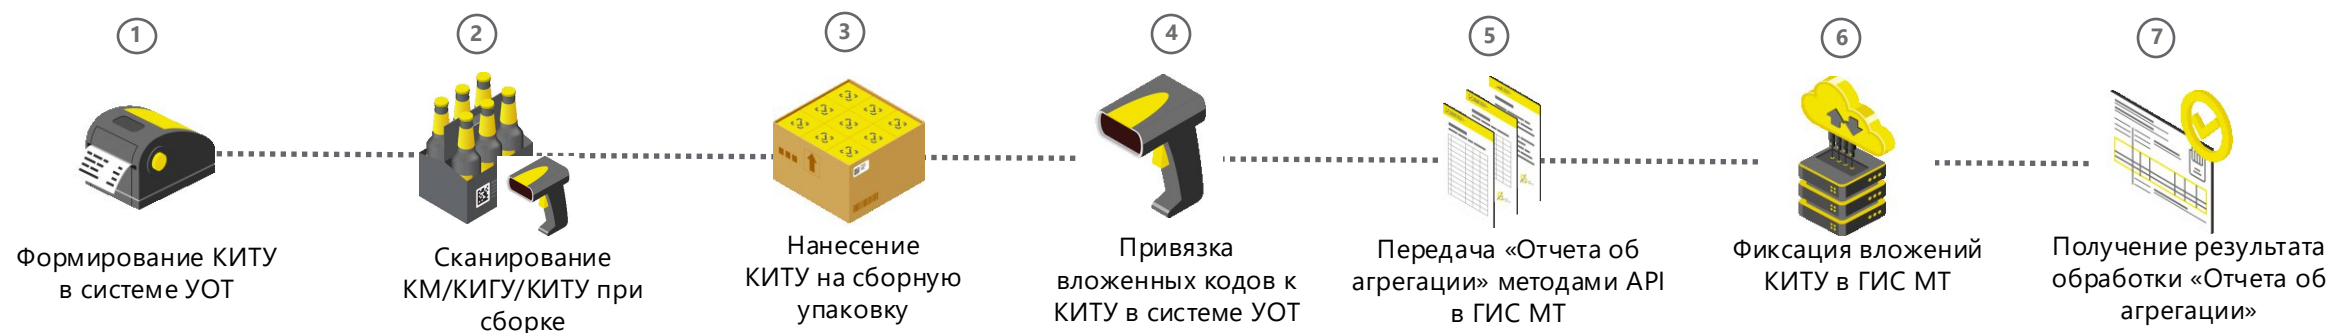 1
Формирование КИТУ
в системе УОТ
2
Сканирование
КМ/КИГУ/КИТУ при
сборке
3
Нанесение
КИТУ на сборную
упаковку
4
Привязка
вложенных кодов к
КИТУ в системе УОТ
5
Передача «Отчета об
агрегации» методами API
в ГИС МТ
6
Фиксация вложений
КИТУ в ГИС МТ
7
Получение результата
обработки «Отчета об
агрегации»